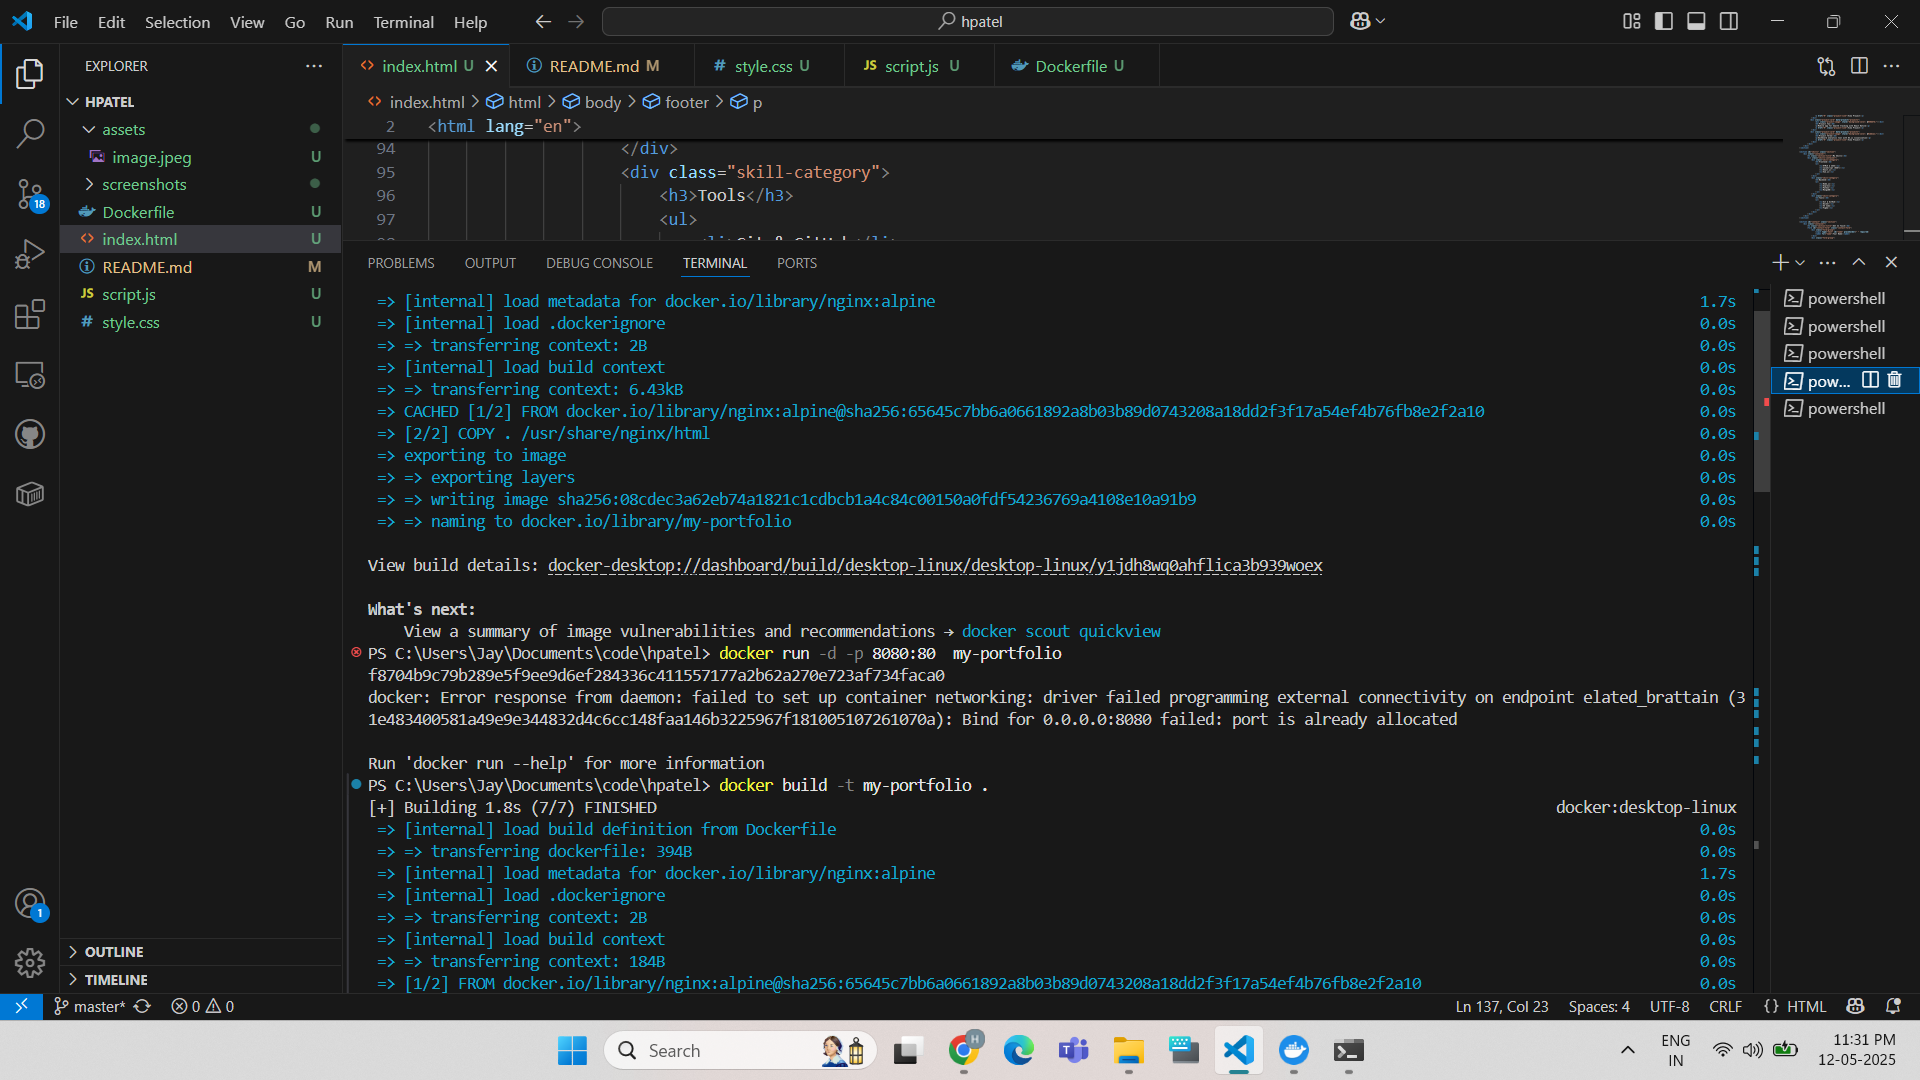 File Edit Selection View Go Run Terminal Help
hpatel
EXPLORER
HPATEL
assets
image.jpeg U
screenshots
Dockerfile U
index.html U
README.md M
script.js U
style.css U
OUTLINE
TIMELINE
18
1
index.html U
README.md M
# style.css U
JS script.js U
Dockerfile U
index.html > html > body > footer > p
2 <html lang="en">
94 </div>
95 <div class="skill-category">
96 <h3>Tools</h3>
97 <ul>
PROBLEMS OUTPUT DEBUG CONSOLE TERMINAL PORTS
=> [internal] load metadata for docker.io/library/nginx:alpine 1.7s
=> [internal] load .dockerignore 0.0s
=> => transferring context: 2B 0.0s
=> [internal] load build context 0.0s
=> => transferring context: 6.43kB 0.0s
=> CACHED [1/2] FROM docker.io/library/nginx:alpine@sha256:65645c7bb6a0661892a8b03b89d0743208a18dd2f3f17a54ef4b76fb8e2f2a10 0.0s
=> [2/2] COPY . /usr/share/nginx/html 0.0s
=> exporting to image 0.0s
=> => exporting layers 0.0s
=> => writing image sha256:08cdec3a62eb74a1821c1cdbcb1a4c84c00150a0fdf54236769a4108e10a91b9 0.0s
=> => naming to docker.io/library/my-portfolio 0.0s
View build details: docker-desktop://dashboard/build/desktop-linux/desktop-linux/y1jdh8wq0ahflica3b939woex
What's next:
View a summary of image vulnerabilities and recommendations → docker scout quickview
PS C:\Users\Jay\Documents\code\hpatel> docker run -d -p 8080:80  my-portfolio
f8704b9c79b289e5f9ee9d6ef284336c411557177a2b62a270e723af734faca0
docker: Error response from daemon: failed to set up container networking: driver failed programming external connectivity on endpoint elated_brattain (3
1e483400581a49e9e344832d4c6cc148faa146b3225967f181005107261070a): Bind for 0.0.0.0:8080 failed: port is already allocated
Run 'docker run --help' for more information
PS C:\Users\Jay\Documents\code\hpatel> docker build -t my-portfolio .
[+] Building 1.8s (7/7) FINISHED docker:desktop-linux
=> [internal] load build definition from Dockerfile 0.0s
=> => transferring dockerfile: 394B 0.0s
=> [internal] load metadata for docker.io/library/nginx:alpine 1.7s
=> [internal] load .dockerignore 0.0s
=> => transferring context: 2B 0.0s
=> [internal] load build context 0.0s
=> => transferring context: 184B 0.0s
=> [1/2] FROM docker.io/library/nginx:alpine@sha256:65645c7bb6a0661892a8b03b89d0743208a18dd2f3f17a54ef4b76fb8e2f2a10 0.0s
powershell
powershell
powershell
pow...
powershell
master* 0 0
Ln 137, Col 23 Spaces: 4 UTF-8 CRLF {} HTML
Search
H
ENG
IN
11:31 PM
12-05-2025